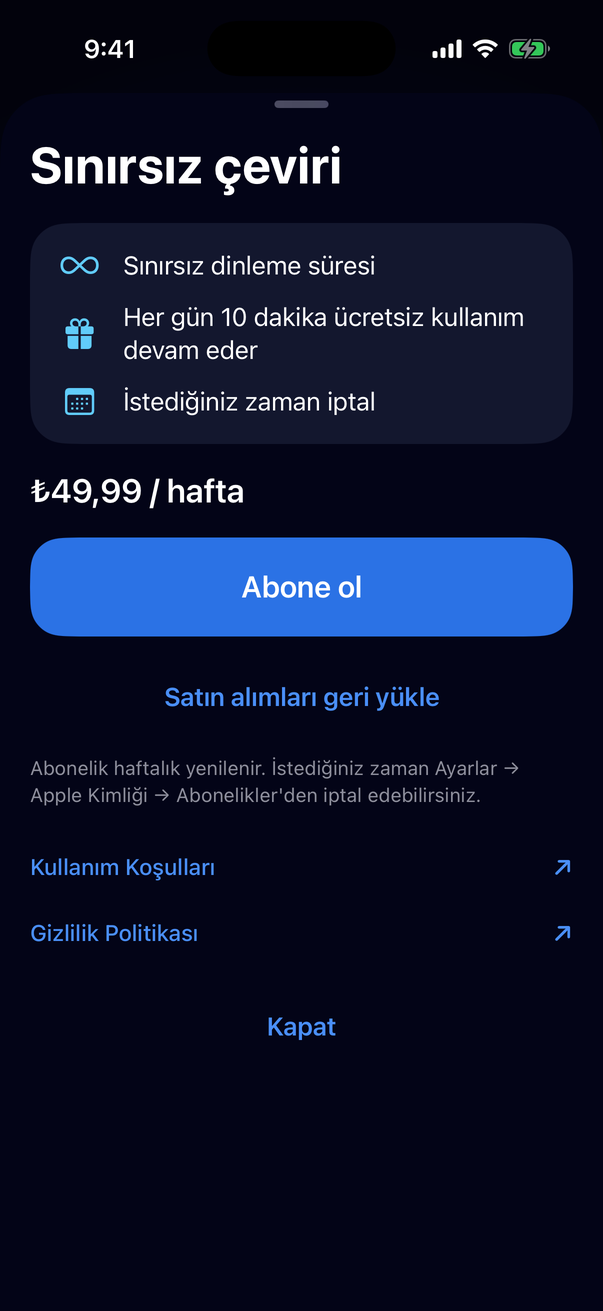 9:41
Sınırsız çeviri
Sınırsız dinleme süresi
Her gün 10 dakika ücretsiz kullanım
devam eder
İstediğiniz zaman iptal
₺49,99 / hafta
Abone ol
Satın alımları geri yükle
Abonelik haftalık yenilenir. İstediğiniz zaman Ayarlar →
Apple Kimliği → Abonelikler'den iptal edebilirsiniz.
Kullanım Koşulları
Gizlilik Politikası
Kapat